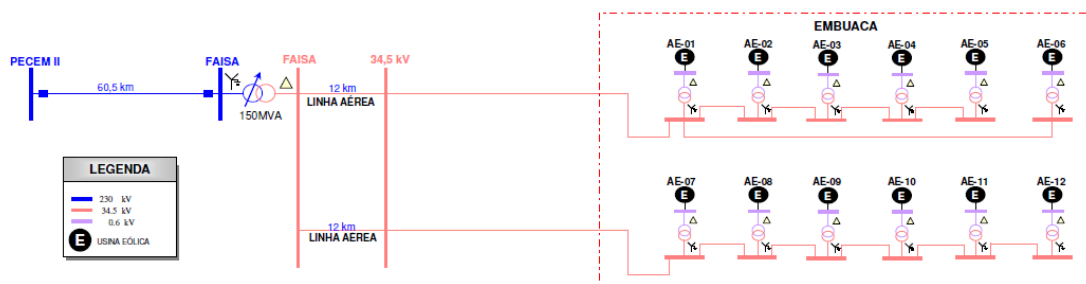 EMBUACA
AE-01 AE-02 AE-03 AE-04 AE-05 AE-06
E E E E E E
PECEM II FAISA FAISA 34,5 kV
60,5 km
150MVA
12 km
LINHA AÉREA
LEGENDA
230 kV
34.5 kV
0.6 kV
E USINA EÓLICA
AE-07 AE-08 AE-09 AE-10 AE-11 AE-12
E E E E E E
12 km
LINHA AÉREA